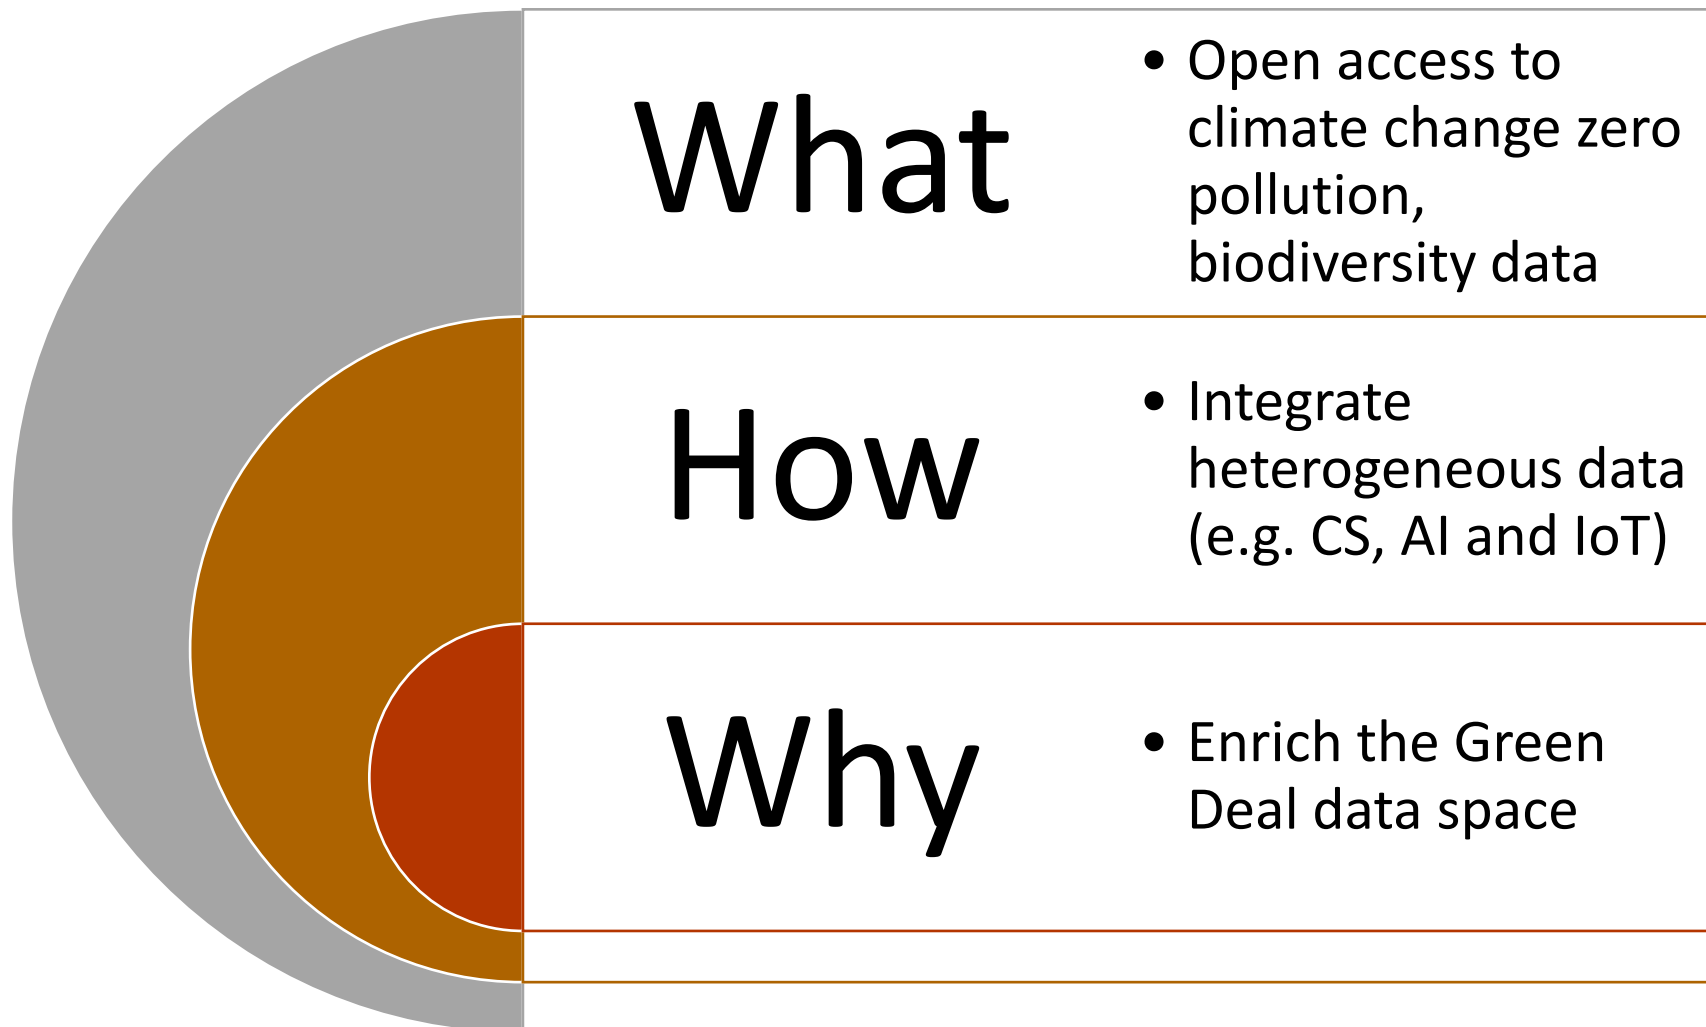 What
• Open access to
climate change zero
pollution,
biodiversity data
How
• Integrate
heterogeneous data
(e.g. CS, AI and IoT)
Why
• Enrich the Green
Deal data space